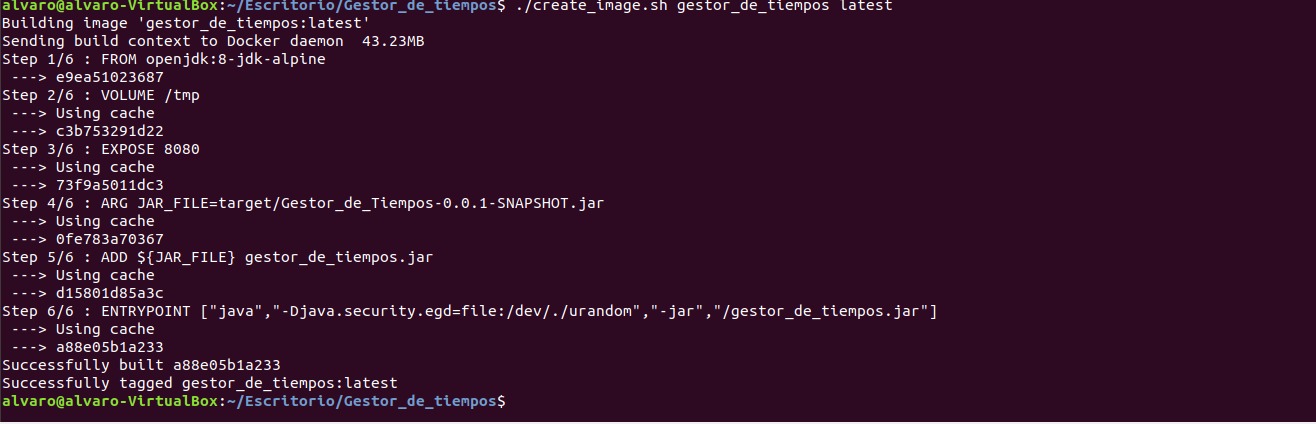 alvaro@alvaro-VirtualBox:~/Escritorio/Gestor_de_tiempos$ ./create_image.sh gestor_de_tiempos latest
Building image 'gestor_de_tiempos:latest'
Sending build context to Docker daemon  43.23MB
Step 1/6 : FROM openjdk:8-jdk-alpine
 ---> e9ea51023687
Step 2/6 : VOLUME /tmp
 ---> Using cache
 ---> c3b753291d22
Step 3/6 : EXPOSE 8080
 ---> Using cache
 ---> 73f9a5011dc3
Step 4/6 : ARG JAR_FILE=target/Gestor_de_Tiempos-0.0.1-SNAPSHOT.jar
 ---> Using cache
 ---> 0fe783a70367
Step 5/6 : ADD ${JAR_FILE} gestor_de_tiempos.jar
 ---> Using cache
 ---> d15801d85a3c
Step 6/6 : ENTRYPOINT ["java","-Djava.security.egd=file:/dev/./urandom","-jar","/gestor_de_tiempos.jar"]
 ---> Using cache
 ---> a88e05b1a233
Successfully built a88e05b1a233
Successfully tagged gestor_de_tiempos:latest
alvaro@alvaro-VirtualBox:~/Escritorio/Gestor_de_tiempos$